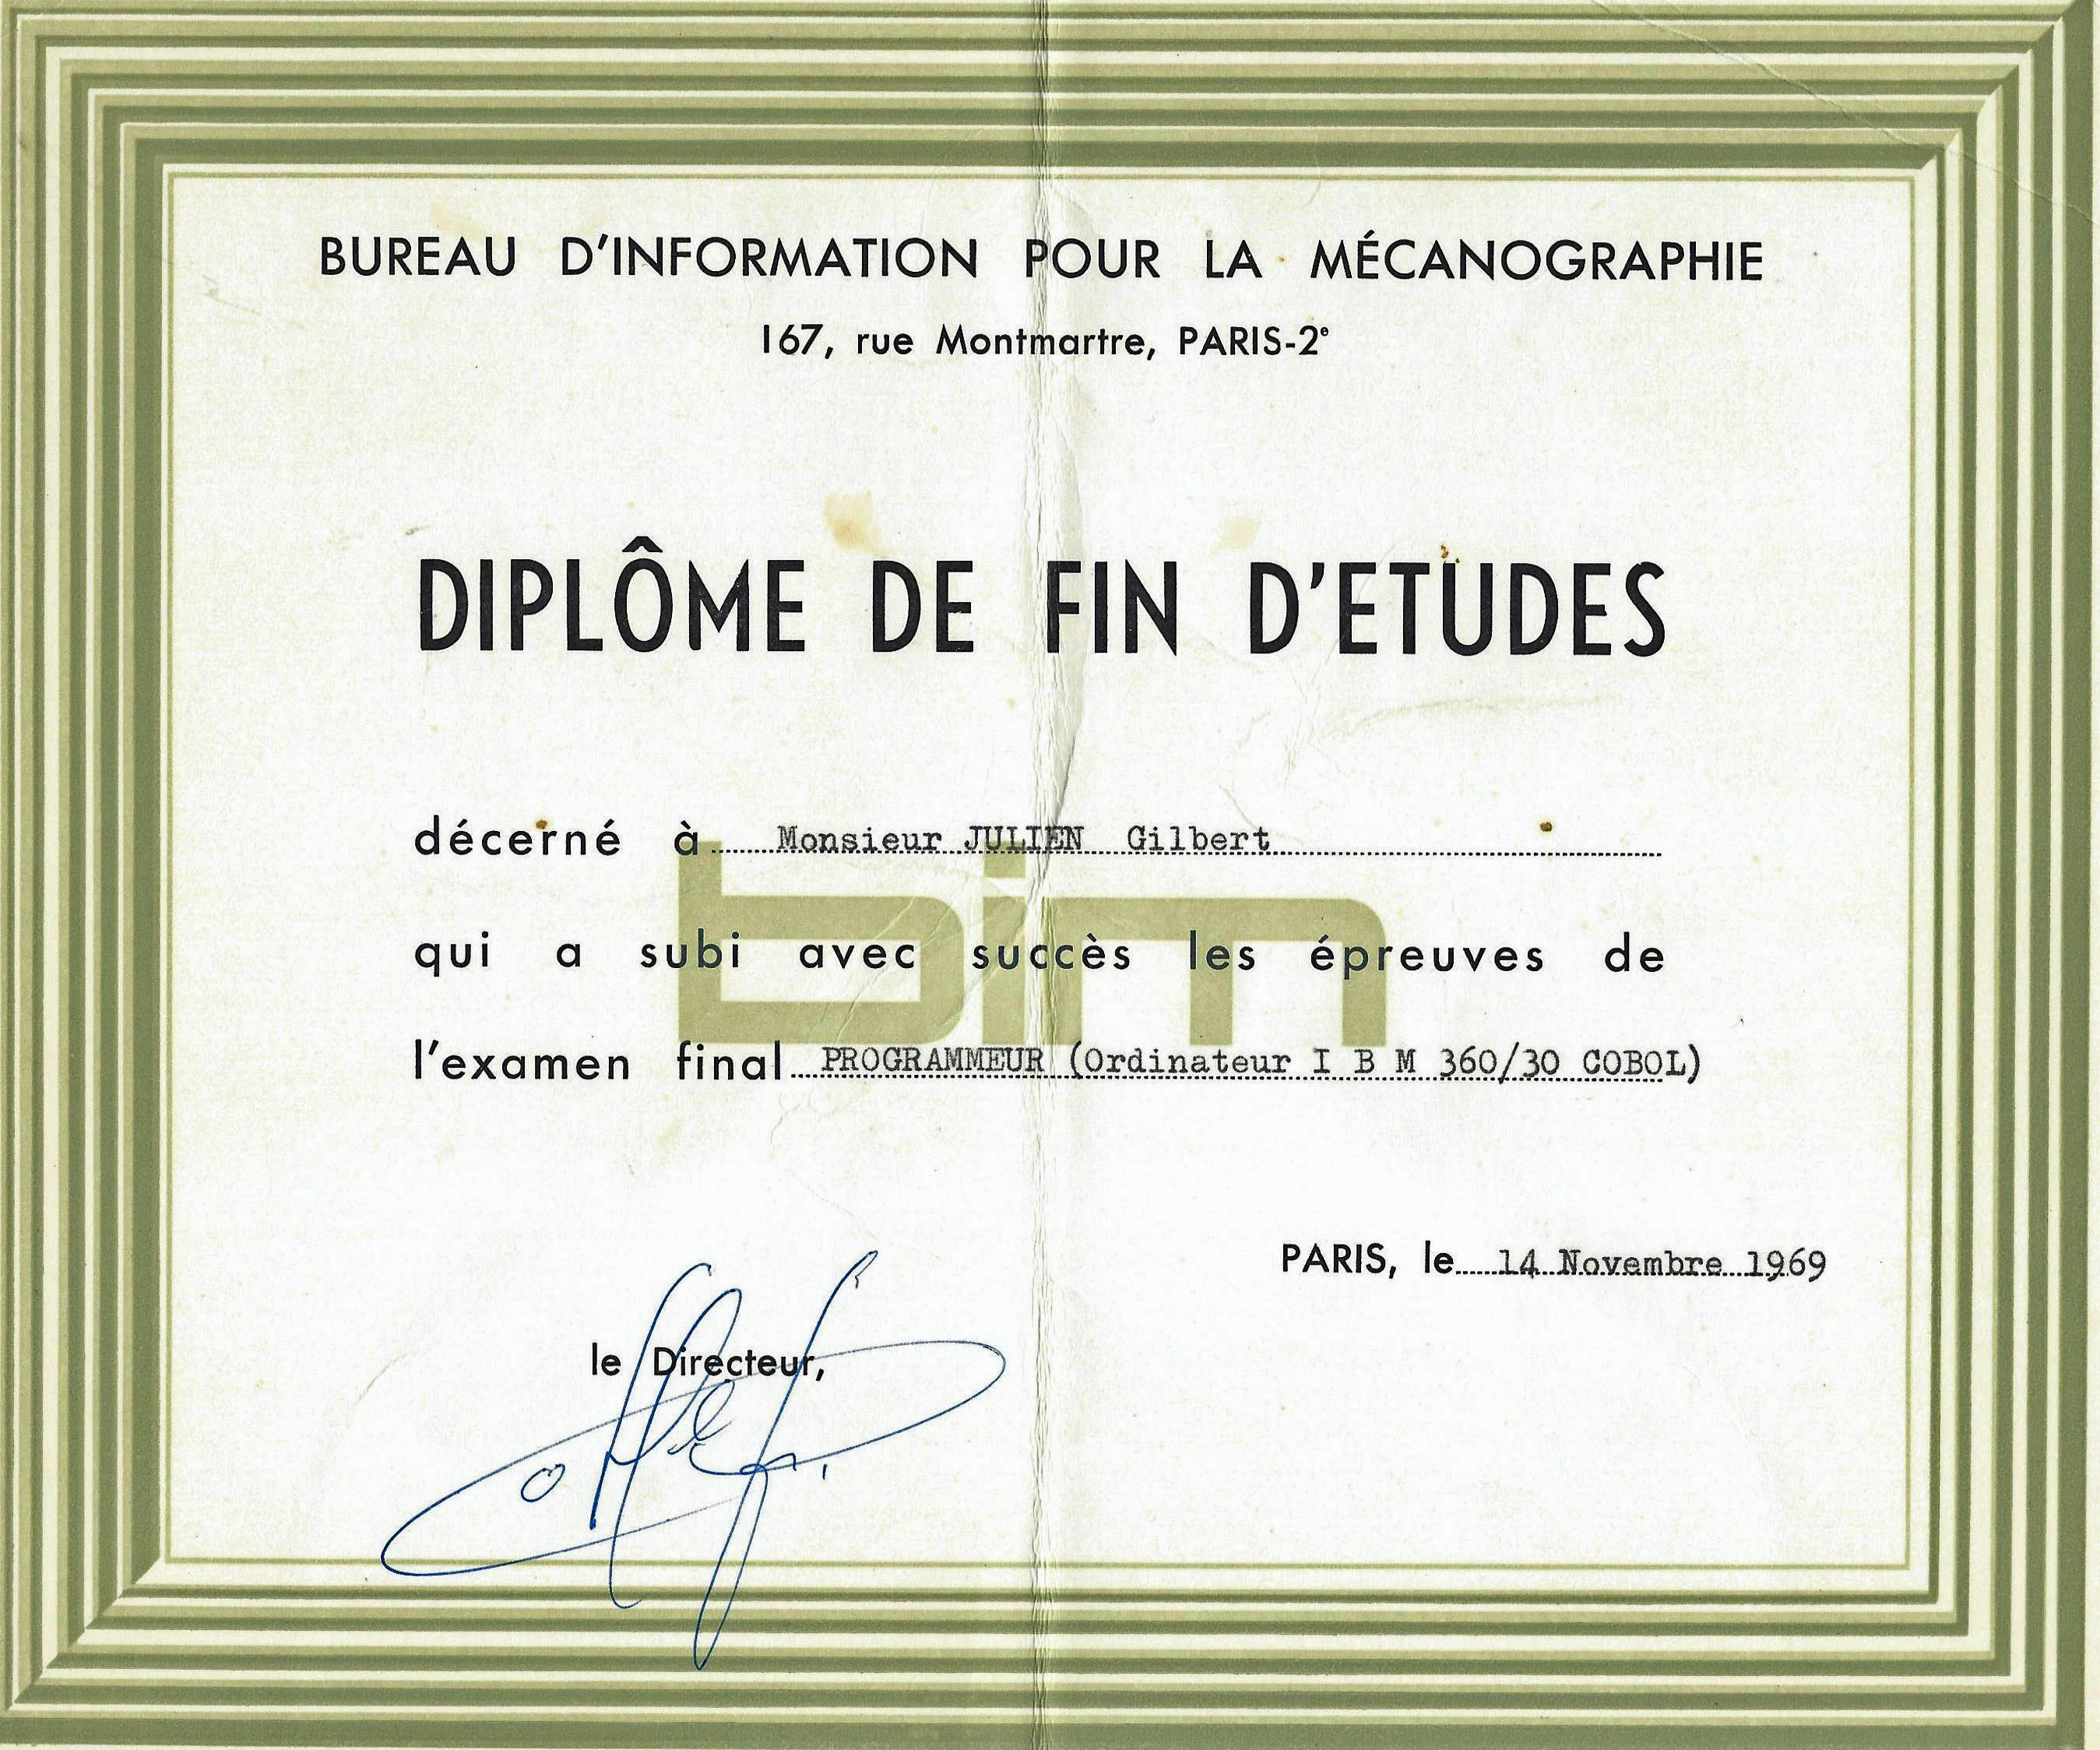 BUREAU D'INFORMATION POUR LA MÉCANOGRAPHIE
167, rue Montmartre, PARIS-2e
DIPLÔME DE FIN D'ETUDES
décerné à Monsieur JULIEN Gilbert
bim
qui a subi avec succès les épreuves de
l'examen final PROGRAMMEUR (Ordinateur I B M 360/30 COBOL)
PARIS, le 14 Novembre 1969
le Directeur,